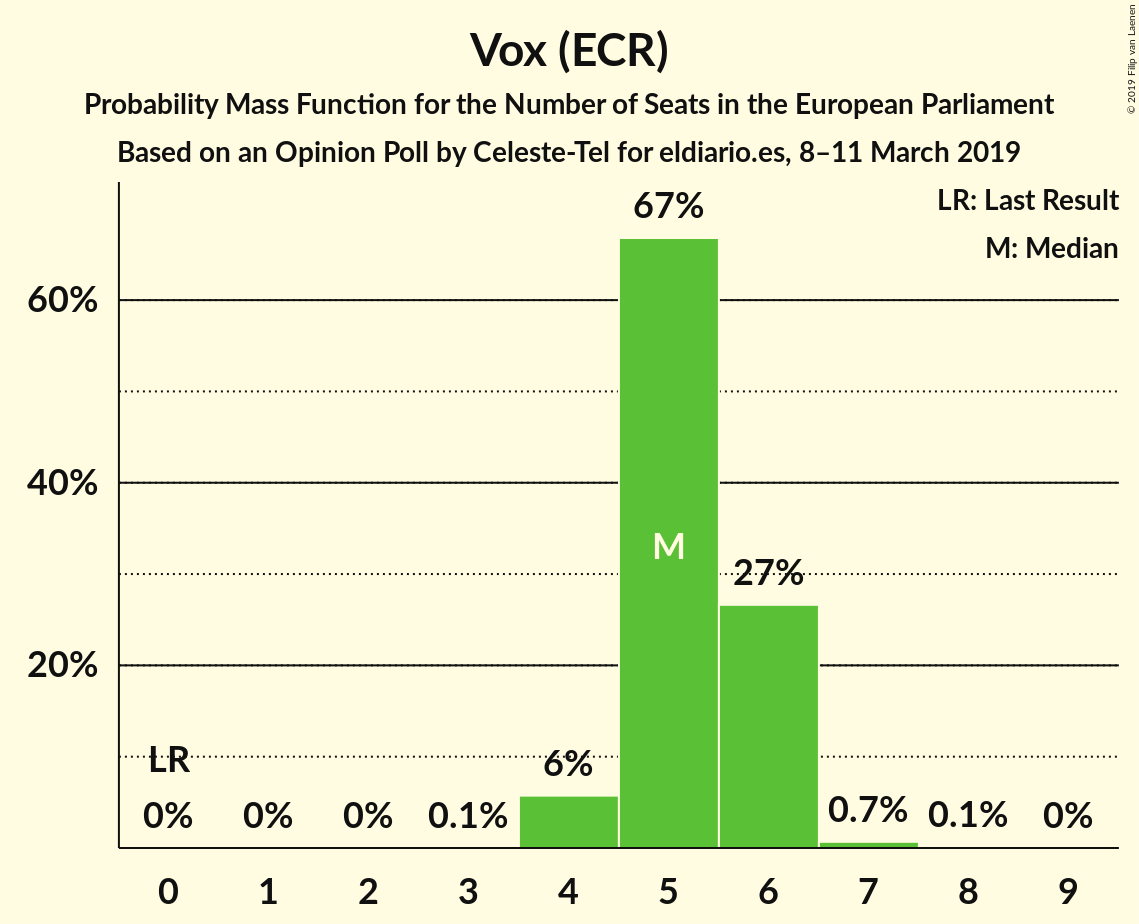 Vox (ECR)
Probability Mass Function for the Number of Seats in the European Parliament
Based on an Opinion Poll by Celeste-Tel for eldiario.es, 8–11 March 2019
© 2019 Filip van Laenen
LR: Last Result
M: Median
67%
60%
40%
M
27%
20%
LR
6%
0% 0% 0% 0.1% 0.7% 0.1% 0%
0 1 2 3 4 5 6 7 8 9